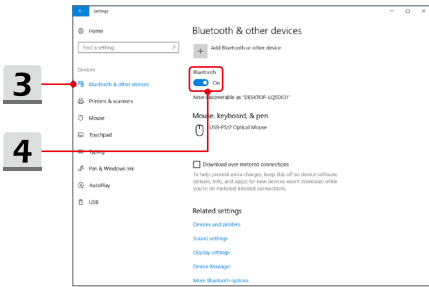 Settings
Home
Find a setting
Devices
Bluetooth & other devices
Printers & scanners
Mouse
Touchpad
Typing
Pen & Windows Ink
AutoPlay
USB
3
4
Bluetooth & other devices
Add Bluetooth or other device
Bluetooth
On
Now discoverable as "DESKTOP-LQ5DIO7"
Mouse, keyboard, & pen
USB-PS/2 Optical Mouse
Download over metered connections
To help prevent extra charges, keep this off so device software
(drivers, info, and apps) for new devices won't download while
you're on metered Internet connections.
Related settings
Devices and printers
Sound settings
Display settings
Device Manager
More Bluetooth options